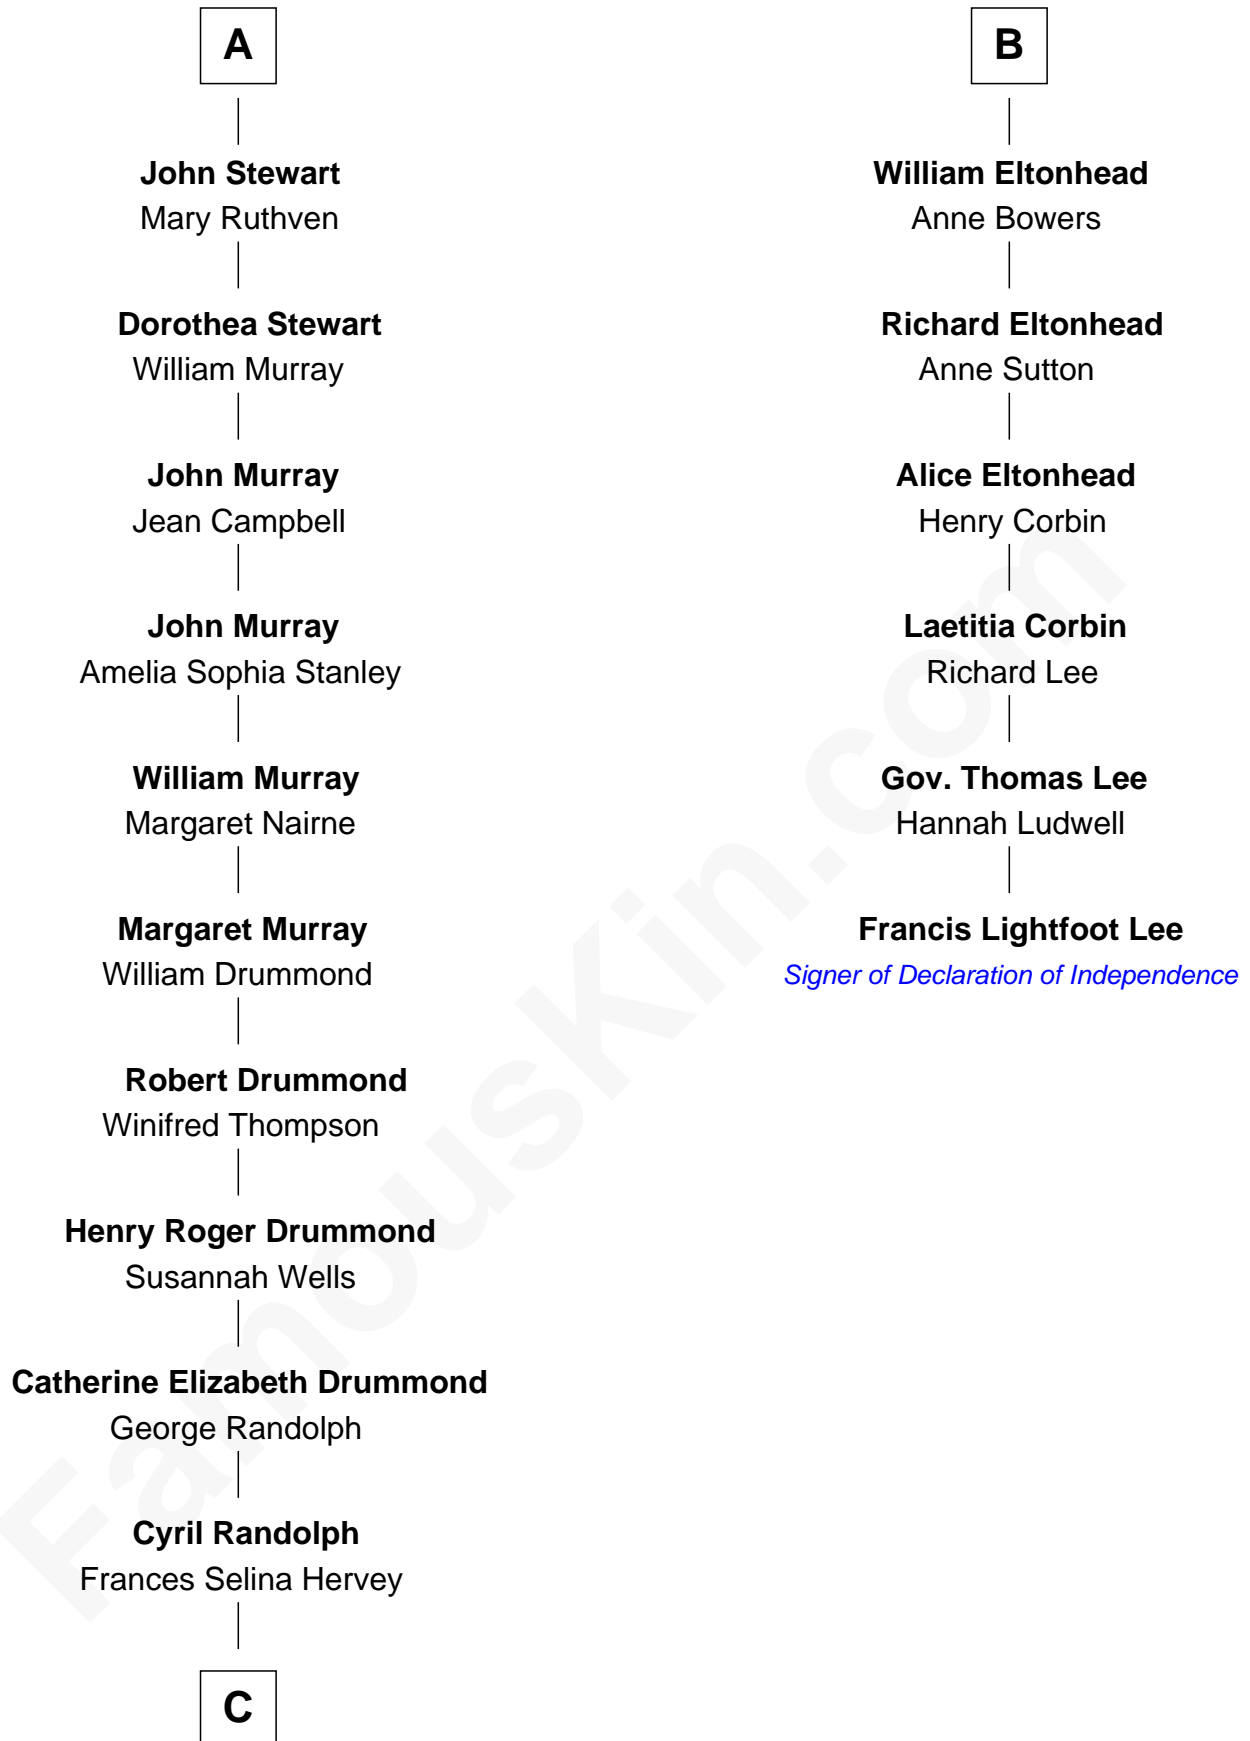 A
John Stewart
Mary Ruthven
Dorothea Stewart
William Murray
John Murray
Jean Campbell
John Murray
Amelia Sophia Stanley
William Murray
Margaret Nairne
Margaret Murray
William Drummond
Robert Drummond
Winifred Thompson
Henry Roger Drummond
Susannah Wells
Catherine Elizabeth Drummond
George Randolph
Cyril Randolph
Frances Selina Hervey
C
B
William Eltonhead
Anne Bowers
Richard Eltonhead
Anne Sutton
Alice Eltonhead
Henry Corbin
Laetitia Corbin
Richard Lee
Gov. Thomas Lee
Hannah Ludwell
Francis Lightfoot Lee
Signer of Declaration of Independence
FamousKin.com